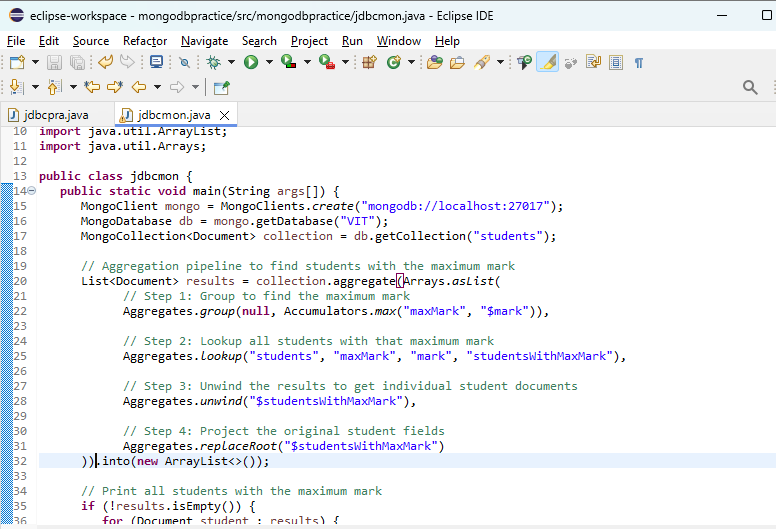 eclipse-workspace - mongodbpractice/src/mongodbpractice/jdbcmon.java - Eclipse IDE
File Edit Source Refactor Navigate Search Project Run Window Help
jdbcpra.java jdbcmon.java
10 import java.util.ArrayList;
11 import java.util.Arrays;
12
13 public class jdbcmon {
14 public static void main(String args[]) {
15 MongoClient mongo = MongoClients.create("mongodb://localhost:27017");
16 MongoDatabase db = mongo.getDatabase("VIT");
17 MongoCollection<Document> collection = db.getCollection("students");
18
19 // Aggregation pipeline to find students with the maximum mark
20 List<Document> results = collection.aggregate(Arrays.asList(
21 // Step 1: Group to find the maximum mark
22 Aggregates.group(null, Accumulators.max("maxMark", "$mark")),
23
24 // Step 2: Lookup all students with that maximum mark
25 Aggregates.lookup("students", "maxMark", "mark", "studentsWithMaxMark"),
26
27 // Step 3: Unwind the results to get individual student documents
28 Aggregates.unwind("$studentsWithMaxMark"),
29
30 // Step 4: Project the original student fields
31 Aggregates.replaceRoot("$studentsWithMaxMark")
32 )).into(new ArrayList<>());
33
34 // Print all students with the maximum mark
35 if (!results.isEmpty()) {
36 for (Document student : results) {